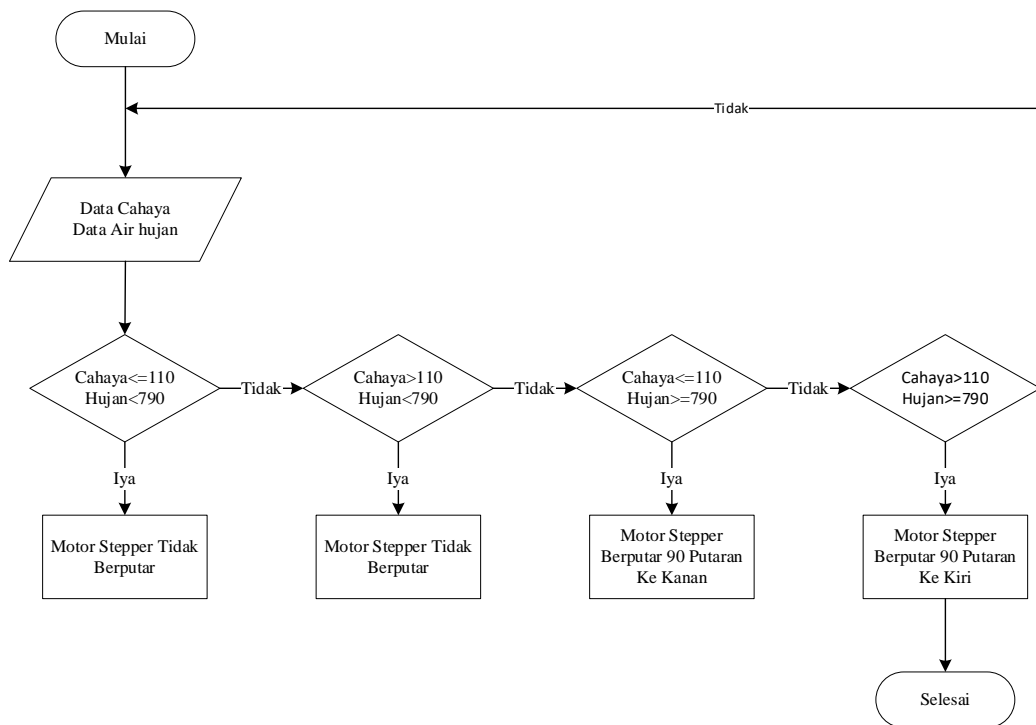 Mulai
Tidak
Data Cahaya
Data Air hujan
Cahaya<=110
Hujan<790
Tidak
Cahaya>110
Hujan<790
Tidak
Cahaya<=110
Hujan>=790
Tidak
Cahaya>110
Hujan>=790
Iya
Iya
Iya
Iya
Motor Stepper Tidak
Berputar
Motor Stepper Tidak
Berputar
Motor Stepper
Berputar 90 Putaran
Ke Kanan
Motor Stepper
Berputar 90 Putaran
Ke Kiri
Selesai